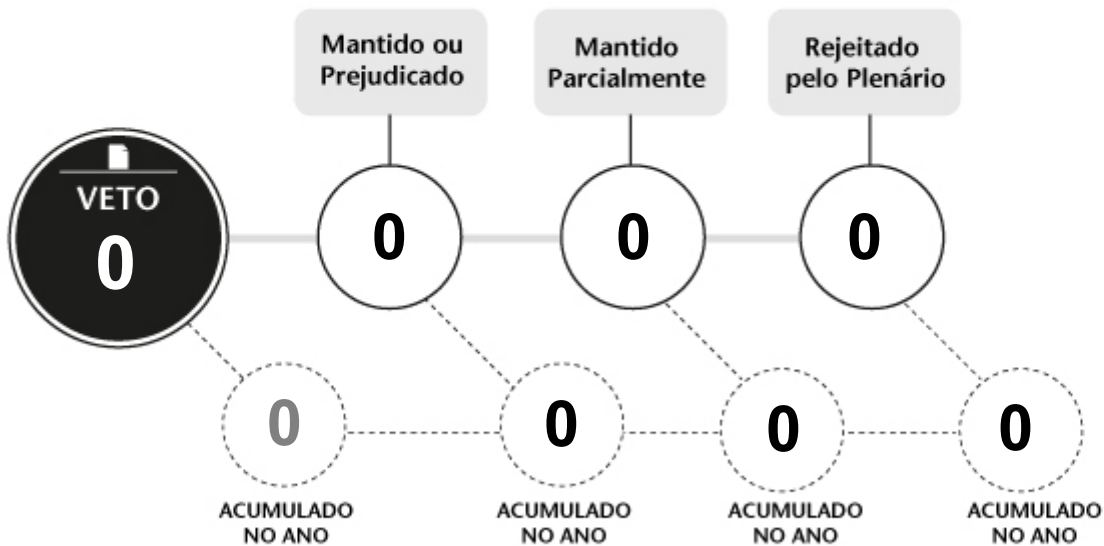 Mantido ou
Prejudicado
Mantido
Parcialmente
Rejeitado
pelo Plenário
VETO
0
0
0
0
0
0
0
0
ACUMULADO
NO ANO
ACUMULADO
NO ANO
ACUMULADO
NO ANO
ACUMULADO
NO ANO